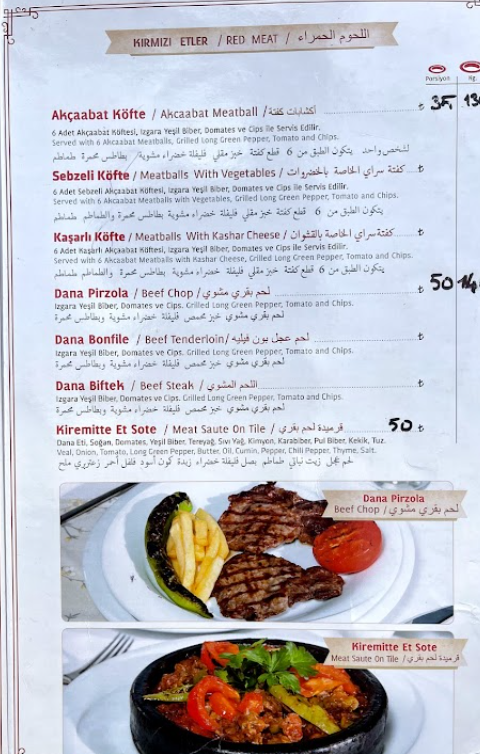 KIRMIZI ETLER / RED MEAT / اللحوم الحمراء
Porsiyon Kg.
Akçaabat Köfte / Akcaabat Meatball / أكشابات كفتة ₺ 35,
6 Adet Akçaabat Köftesi, Izgara Yeşil Biber, Domates ve Cips ile Servis Edilir.
Served with 6 Akcaabat Meatballs, Grilled Long Green Pepper, Tomato and Chips.
لشخص واحد يتكون الطبق من 6 قطع كفتة خبز مقلي فليفلة خضراء مشوية بطاطس محمرة طماطم
Sebzeli Köfte / Meatballs With Vegetables / كفتة سراي الخاصة بالخضروات ₺
6 Adet Sebzeli Akçaabat Köftesi, Izgara Yeşil Biber, Domates ve Cips ile Servis Edilir.
Served with 6 Akcaabat Meatballs with Vegetables, Grilled Long Green Pepper, Tomato and Chips.
يتكون الطبق من 6 قطع كفتة خبز مقلي فليفلة خضراء مشوية بطاطس محمرة والطماطم طماطم
Kaşarlı Köfte / Meatballs With Kashar Cheese / كفتة سراي الخاصة بالقشوان ₺
6 Adet Kaşarlı Akçaabat Köftesi, Izgara Yeşil Biber, Domates ve Cips ile Servis Edilir.
Served with 6 Akcaabat Meatballs with Kashar Cheese, Grilled Long Green Pepper, Tomato and Chips.
يتكون الطبق من 6 قطع كفتة خبز مقلي فليفلة خضراء مشوية بطاطس محمرة والطماطم طماطم
Dana Pirzola / Beef Chop / لحم بقري مشوي ₺ 50
Izgara Yeşil Biber, Domates ve Cips. Grilled Long Green Pepper, Tomato and Chips.
لحم بقري مشوي خبز محمص فليفلة خضراء مشوية وبطاطس محمرة
Dana Bonfile / Beef Tenderloin / لحم عجل بون فيليه ₺
Izgara Yeşil Biber, Domates ve Cips. Grilled Long Green Pepper, Tomato and Chips.
لحم بقري مشوي خبز محمص فليفلة خضراء مشوية وبطاطس محمرة
Dana Biftek / Beef Steak / اللحم المشوي ₺
Izgara Yeşil Biber, Domates ve Cips. Grilled Long Green Pepper, Tomato and Chips.
لحم بقري مشوي خبز محمص فليفلة خضراء مشوية وبطاطس محمرة
Kiremitte Et Sote / Meat Saute On Tile / قرميدة لحم بقري 50 ₺
Dana Eti, Soğan, Domates, Yeşil Biber, Tereyağ, Sıvı Yağ, Kimyon, Karabiber, Pul Biber, Kekik, Tuz.
Veal, Onion, Tomato, Long Green Pepper, Butter, Oil, Cumin, Pepper, Chili Pepper, Thyme, Salt.
لحم عجل زيت نباتي طماطم بصل فليفلة خضراء زبدة كون أسود فلفل أحمر زعتر بري ملح
Dana Pirzola
Beef Chop / لحم بقري مشوي
Kiremitte Et Sote
Meat Saute On Tile / قرميدة لحم بقري